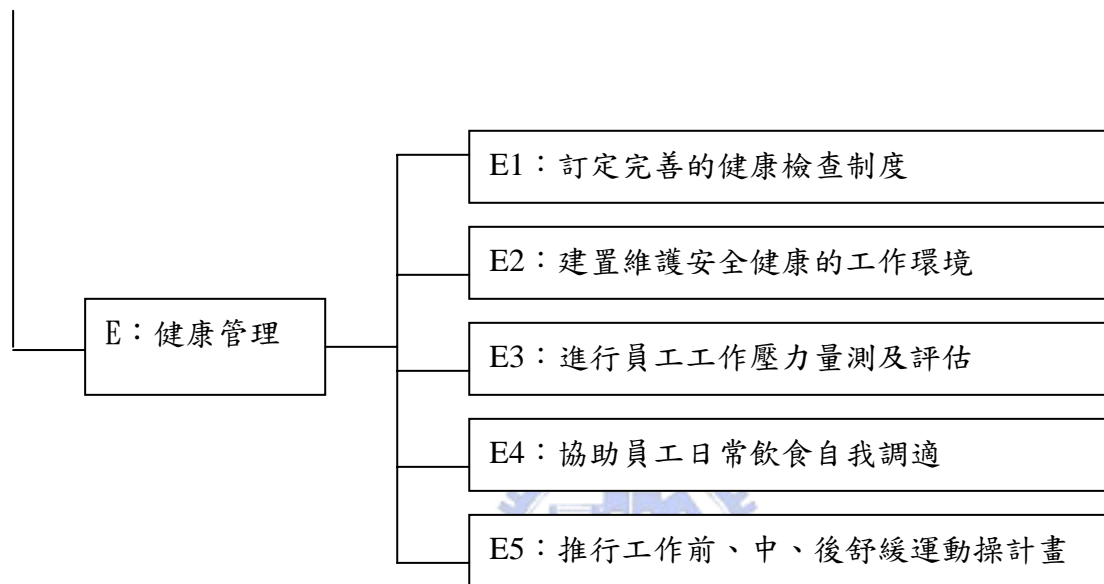 E1：訂定完善的健康檢查制度
E2：建置維護安全健康的工作環境
E：健康管理
E3：進行員工工作壓力量測及評估
E4：協助員工日常飲食自我調適
E5：推行工作前、中、後舒緩運動操計畫